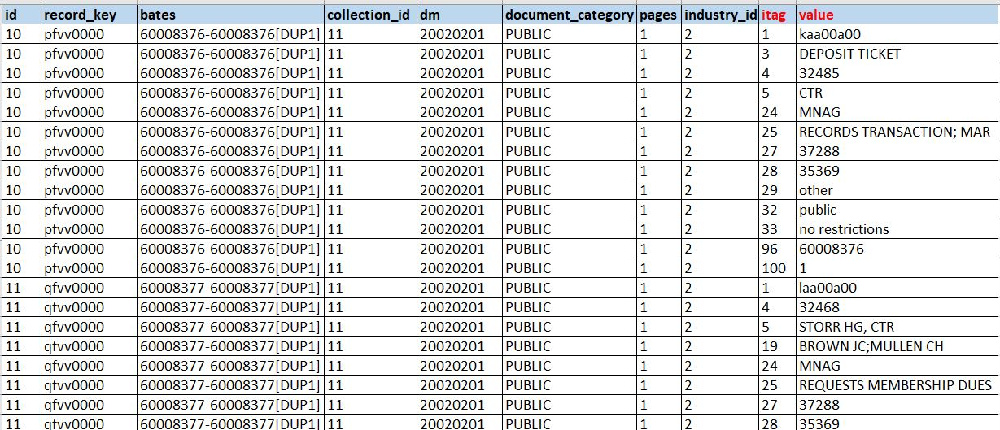 id record_key bates collection_id dm document_category pages industry_id itag value
10 pfvv0000 60008376-60008376[DUP1] 11 20020201 PUBLIC 1 2 1 kaa00a00
10 pfvv0000 60008376-60008376[DUP1] 11 20020201 PUBLIC 1 2 3 DEPOSIT TICKET
10 pfvv0000 60008376-60008376[DUP1] 11 20020201 PUBLIC 1 2 4 32485
10 pfvv0000 60008376-60008376[DUP1] 11 20020201 PUBLIC 1 2 5 CTR
10 pfvv0000 60008376-60008376[DUP1] 11 20020201 PUBLIC 1 2 24 MNAG
10 pfvv0000 60008376-60008376[DUP1] 11 20020201 PUBLIC 1 2 25 RECORDS TRANSACTION; MAR
10 pfvv0000 60008376-60008376[DUP1] 11 20020201 PUBLIC 1 2 27 37288
10 pfvv0000 60008376-60008376[DUP1] 11 20020201 PUBLIC 1 2 28 35369
10 pfvv0000 60008376-60008376[DUP1] 11 20020201 PUBLIC 1 2 29 other
10 pfvv0000 60008376-60008376[DUP1] 11 20020201 PUBLIC 1 2 32 public
10 pfvv0000 60008376-60008376[DUP1] 11 20020201 PUBLIC 1 2 33 no restrictions
10 pfvv0000 60008376-60008376[DUP1] 11 20020201 PUBLIC 1 2 96 60008376
10 pfvv0000 60008376-60008376[DUP1] 11 20020201 PUBLIC 1 2 100 1
11 qfvv0000 60008377-60008377[DUP1] 11 20020201 PUBLIC 1 2 1 laa00a00
11 qfvv0000 60008377-60008377[DUP1] 11 20020201 PUBLIC 1 2 4 32468
11 qfvv0000 60008377-60008377[DUP1] 11 20020201 PUBLIC 1 2 5 STORR HG, CTR
11 qfvv0000 60008377-60008377[DUP1] 11 20020201 PUBLIC 1 2 19 BROWN JC;MULLEN CH
11 qfvv0000 60008377-60008377[DUP1] 11 20020201 PUBLIC 1 2 24 MNAG
11 qfvv0000 60008377-60008377[DUP1] 11 20020201 PUBLIC 1 2 25 REQUESTS MEMBERSHIP DUES
11 qfvv0000 60008377-60008377[DUP1] 11 20020201 PUBLIC 1 2 27 37288
11 qfvv0000 60008377-60008377[DUP1] 11 20020201 PUBLIC 1 2 28 35369